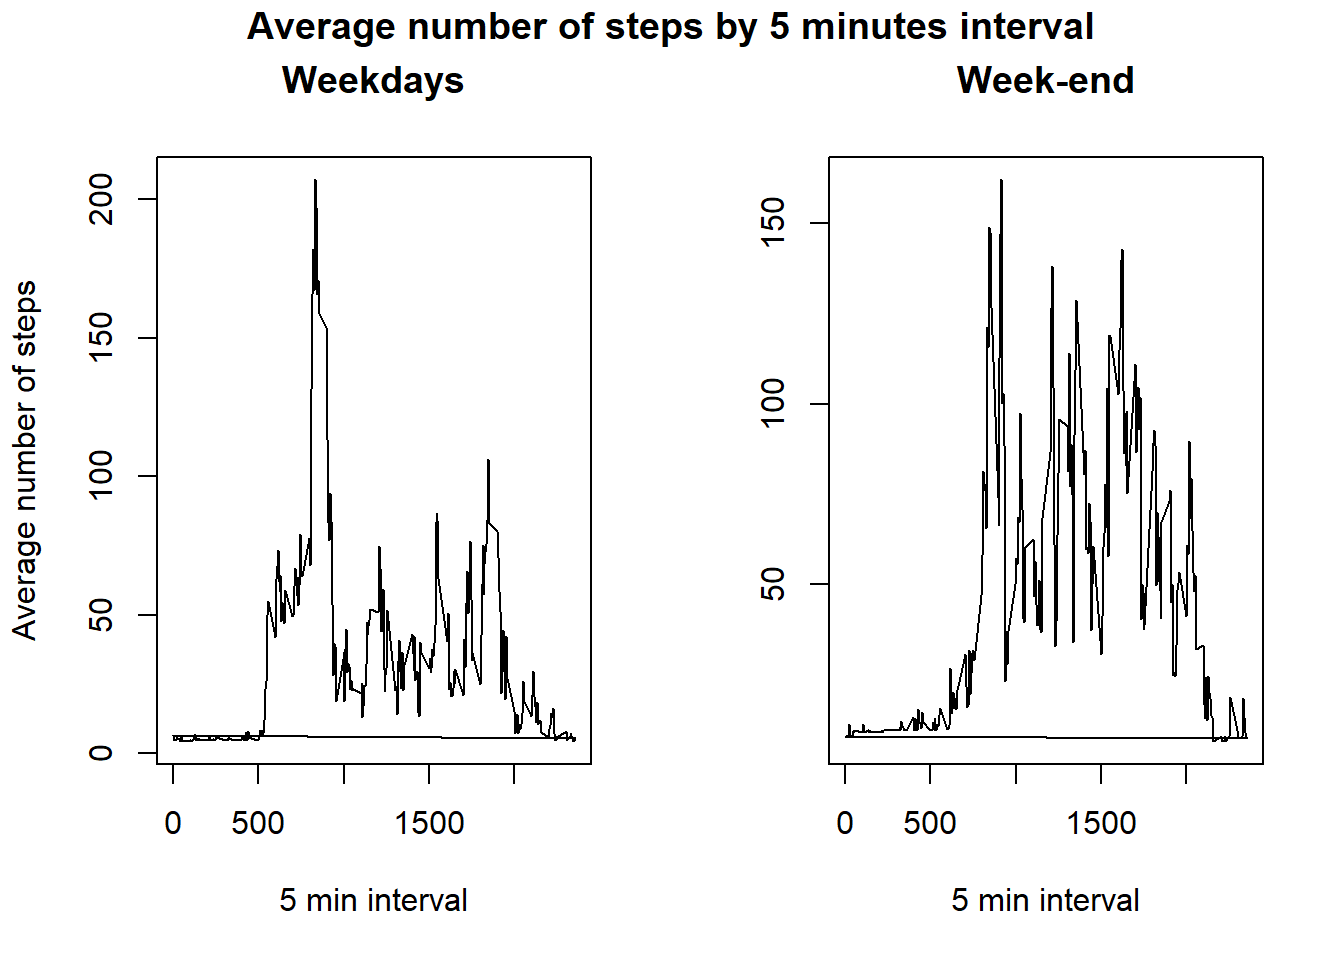 Average number of steps by 5 minutes interval
Weekdays
Week-end
Average number of steps
200
150
100
50
0
0 500 1500
5 min interval
150
100
50
0 500 1500
5 min interval